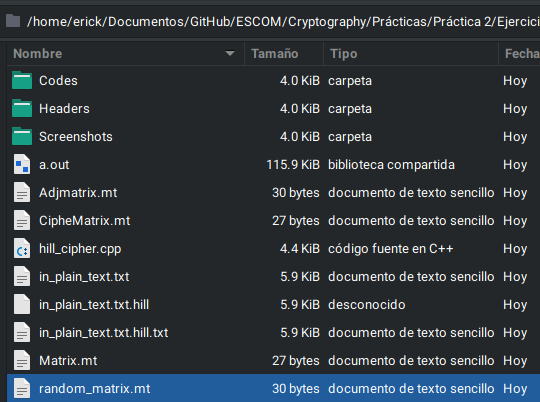 /home/erick/Documentos/GitHub/ESCOM/Cryptography/Prácticas/Práctica 2/Ejercici
Nombre Tamaño Tipo Fecha
Codes 4.0 KiB carpeta Hoy
Headers 4.0 KiB carpeta Hoy
Screenshots 4.0 KiB carpeta Hoy
a.out 115.9 KiB biblioteca compartida Hoy
Adjmatrix.mt 30 bytes documento de texto sencillo Hoy
CipheMatrix.mt 27 bytes documento de texto sencillo Hoy
hill_cipher.cpp 4.4 KiB código fuente en C++ Hoy
in_plain_text.txt 5.9 KiB documento de texto sencillo Hoy
in_plain_text.txt.hill 5.9 KiB desconocido Hoy
in_plain_text.txt.hill.txt 5.9 KiB documento de texto sencillo Hoy
Matrix.mt 27 bytes documento de texto sencillo Hoy
random_matrix.mt 30 bytes documento de texto sencillo Hoy